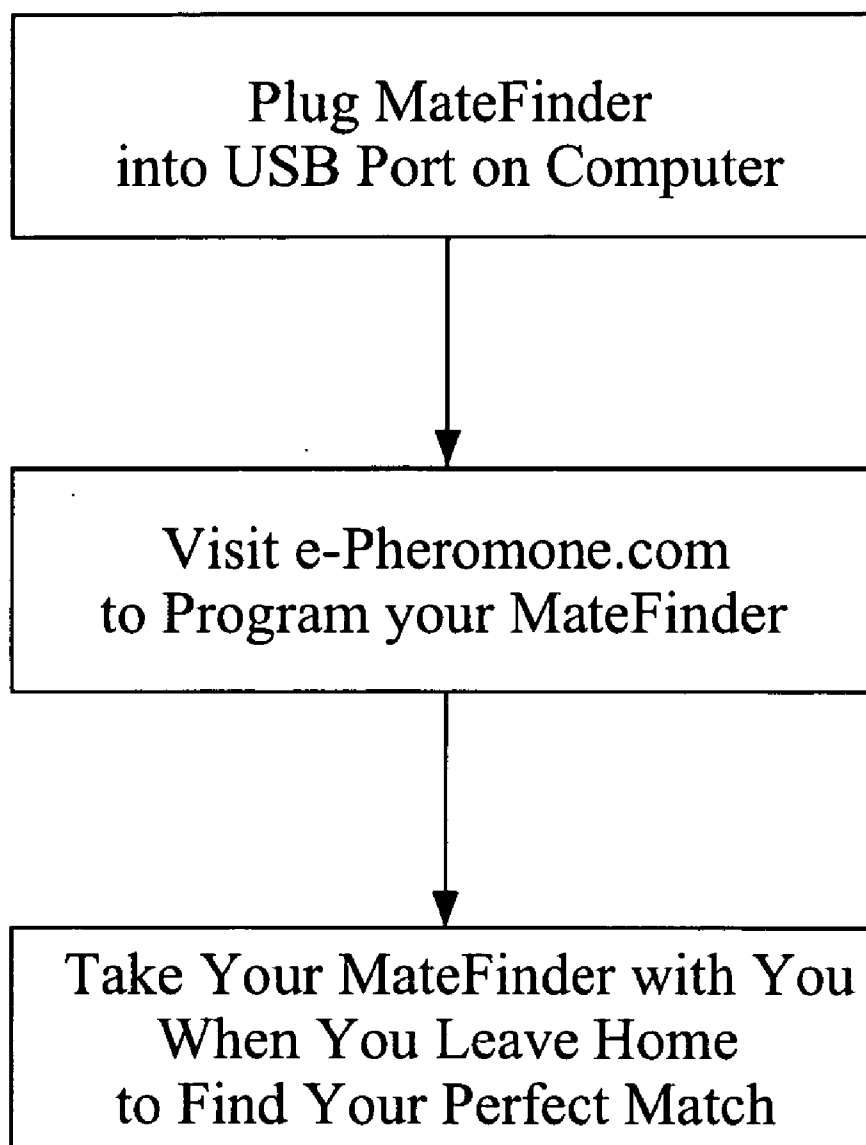 Plug MateFinder
into USB Port on Computer
Visit e-Pheromone.com
to Program your MateFinder
Take Your MateFinder with You
When You Leave Home
to Find Your Perfect Match